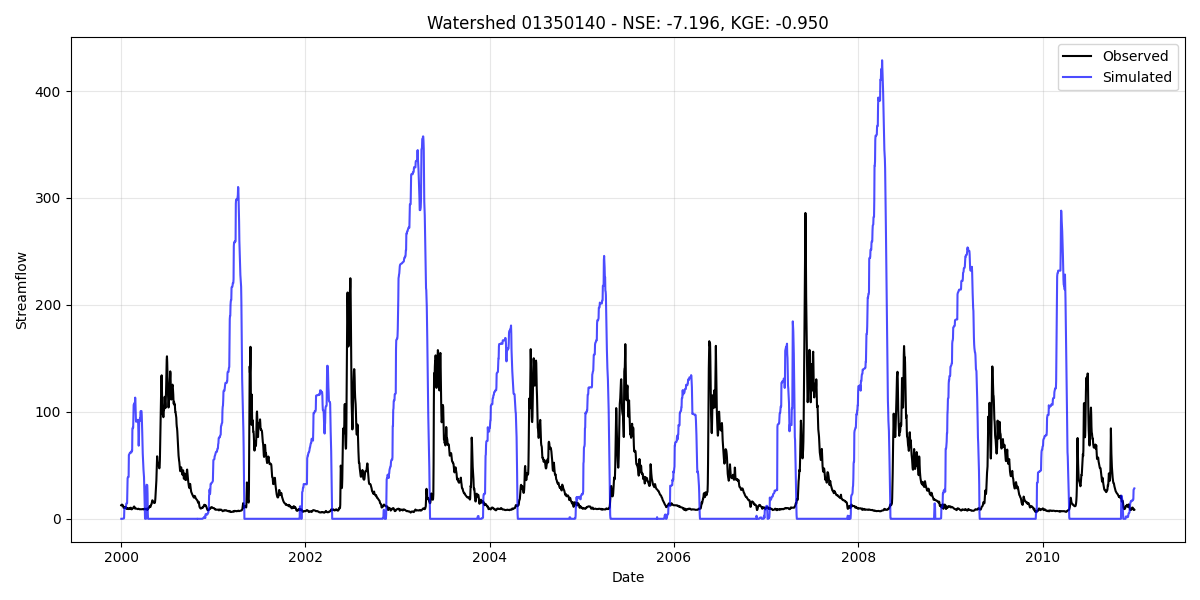 Watershed 01350140 - NSE: -7.196, KGE: -0.950
Observed
Simulated
Streamflow
400
300
200
100
0
2000
2002
2004
2006
2008
2010
Date